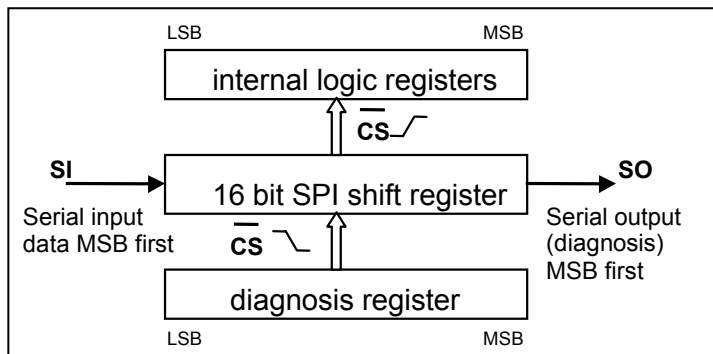 LSB MSB
internal logic registers
CS
SI
SO
16 bit SPI shift register
Serial input
data MSB first
CS
Serial output
(diagnosis)
MSB first
diagnosis register
LSB MSB